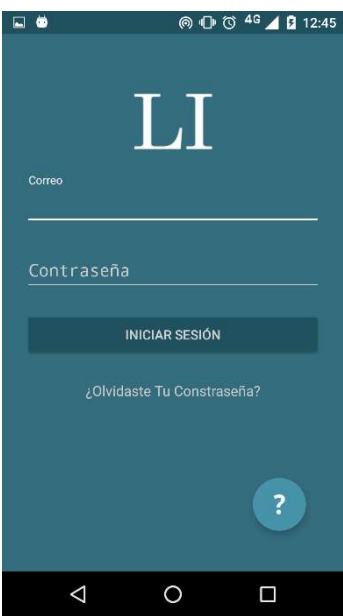 4G 12:45
LI
Correo
Contraseña
INICIAR SESIÓN
¿Olvidaste Tu Constraseña?
?